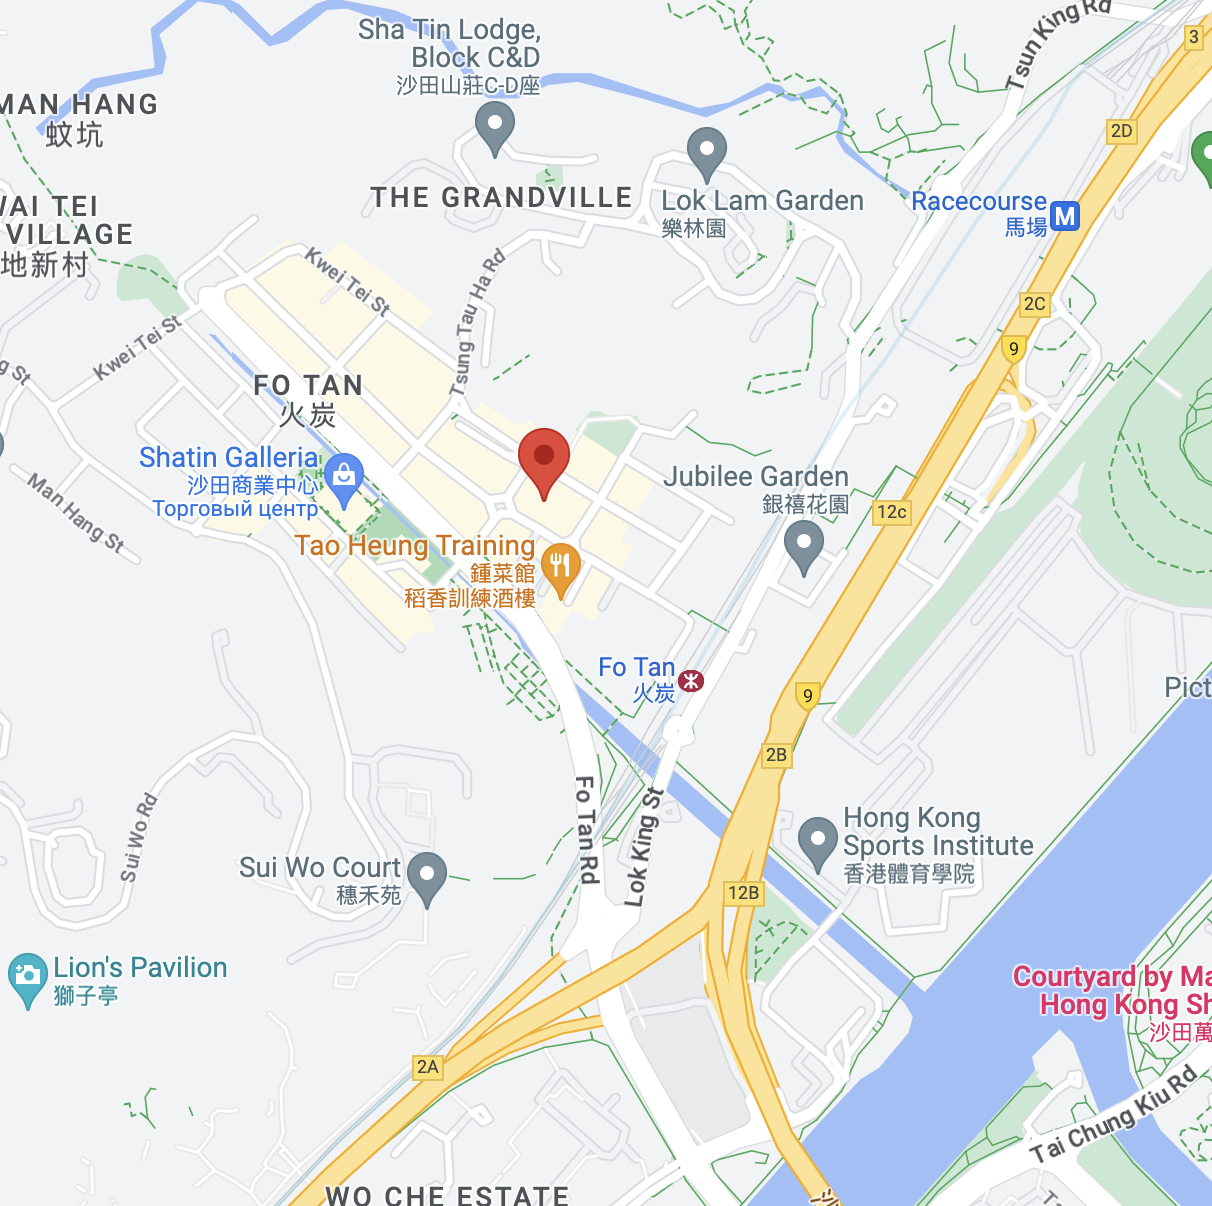 Sha Tin Lodge,
Block C&D
沙田山莊C-D座
Tsun King Rd
3
MAN HANG
蚊坑
2D
THE GRANDVILLE
Lok Lam Garden
樂林園
Racecourse
馬場
M
WAI TEI
VILLAGE
地新村
Kwei Tei St
Tsung Tau Ha Rd
2C
Kwei Tei St
9
g St
FO TAN
火炭
Shatin Galleria
沙田商業中心
Торговый центр
Jubilee Garden
銀禧花園
Man Hang St
12c
Tao Heung Training
鍾菜館
稻香訓練酒樓
Fo Tan
火炭
9
Pict
2B
Sui Wo Rd
Fo Tan Rd
Lok King St
Hong Kong
Sports Institute
香港體育學院
Sui Wo Court
穗禾苑
12B
Lion's Pavilion
獅子亭
Courtyard by Ma
Hong Kong Sh
沙田萬
2A
Tai Chung Kiu Rd
WO CHE ESTATE